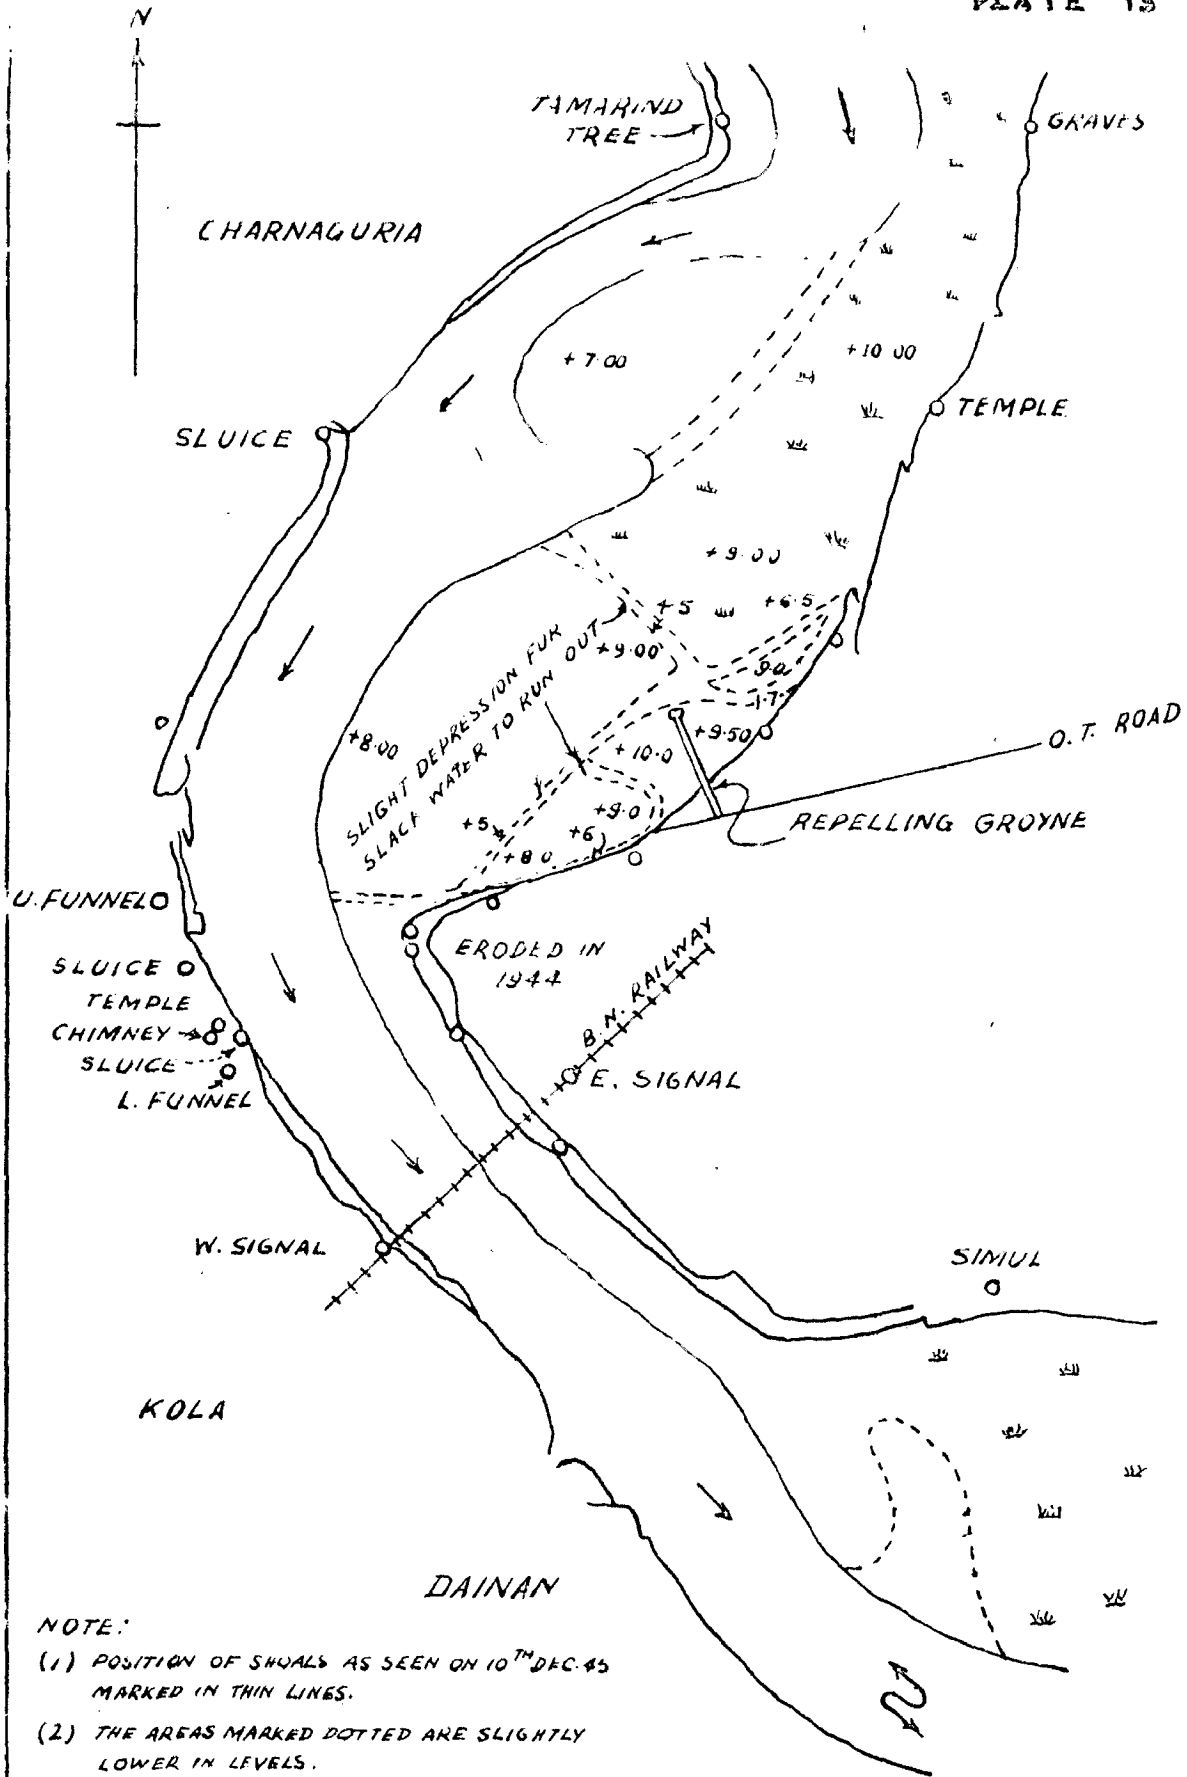 PLATE 13
N
TAMARIND
TREE
GRAVES
CHARNAGURIA
+7.00
+10 00
TEMPLE
SLUICE
+9.00
+5
+6.5
+9.00
9.0
1.7
SLIGHT DEPRESSION FUR
SLACK WATER TO RUN OUT
+8.00
+9.50
+10.0
O.T. ROAD
+9.0
+5
+6
+8 0
REPELLING GROYNE
U. FUNNEL
ERODED IN
1944
B.N. RAILWAY
SLUICE
TEMPLE
CHIMNEY
SLUICE
L. FUNNEL
E. SIGNAL
W. SIGNAL
SIMUL
KOLA
DAINAN
NOTE:
(1) POSITION OF SHOALS AS SEEN ON 10TH DEC. 45
MARKED IN THIN LINES.
(2) THE AREAS MARKED DOTTED ARE SLIGHTLY
LOWER IN LEVELS.